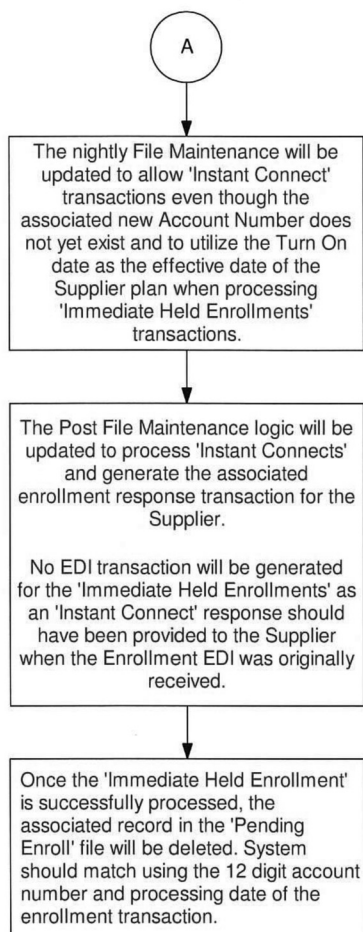 A
The nightly File Maintenance will be
updated to allow 'Instant Connect'
transactions even though the
associated new Account Number does
not yet exist and to utilize the Turn On
date as the effective date of the
Supplier plan when processing
'Immediate Held Enrollments'
transactions.
The Post File Maintenance logic will be
updated to process 'Instant Connects'
and generate the associated
enrollment response transaction for the
Supplier.
No EDI transaction will be generated
for the 'Immediate Held Enrollments' as
an 'Instant Connect' response should
have been provided to the Supplier
when the Enrollment EDI was originally
received.
Once the 'Immediate Held Enrollment'
is successfully processed, the
associated record in the 'Pending
Enroll' file will be deleted. System
should match using the 12 digit account
number and processing date of the
enrollment transaction.